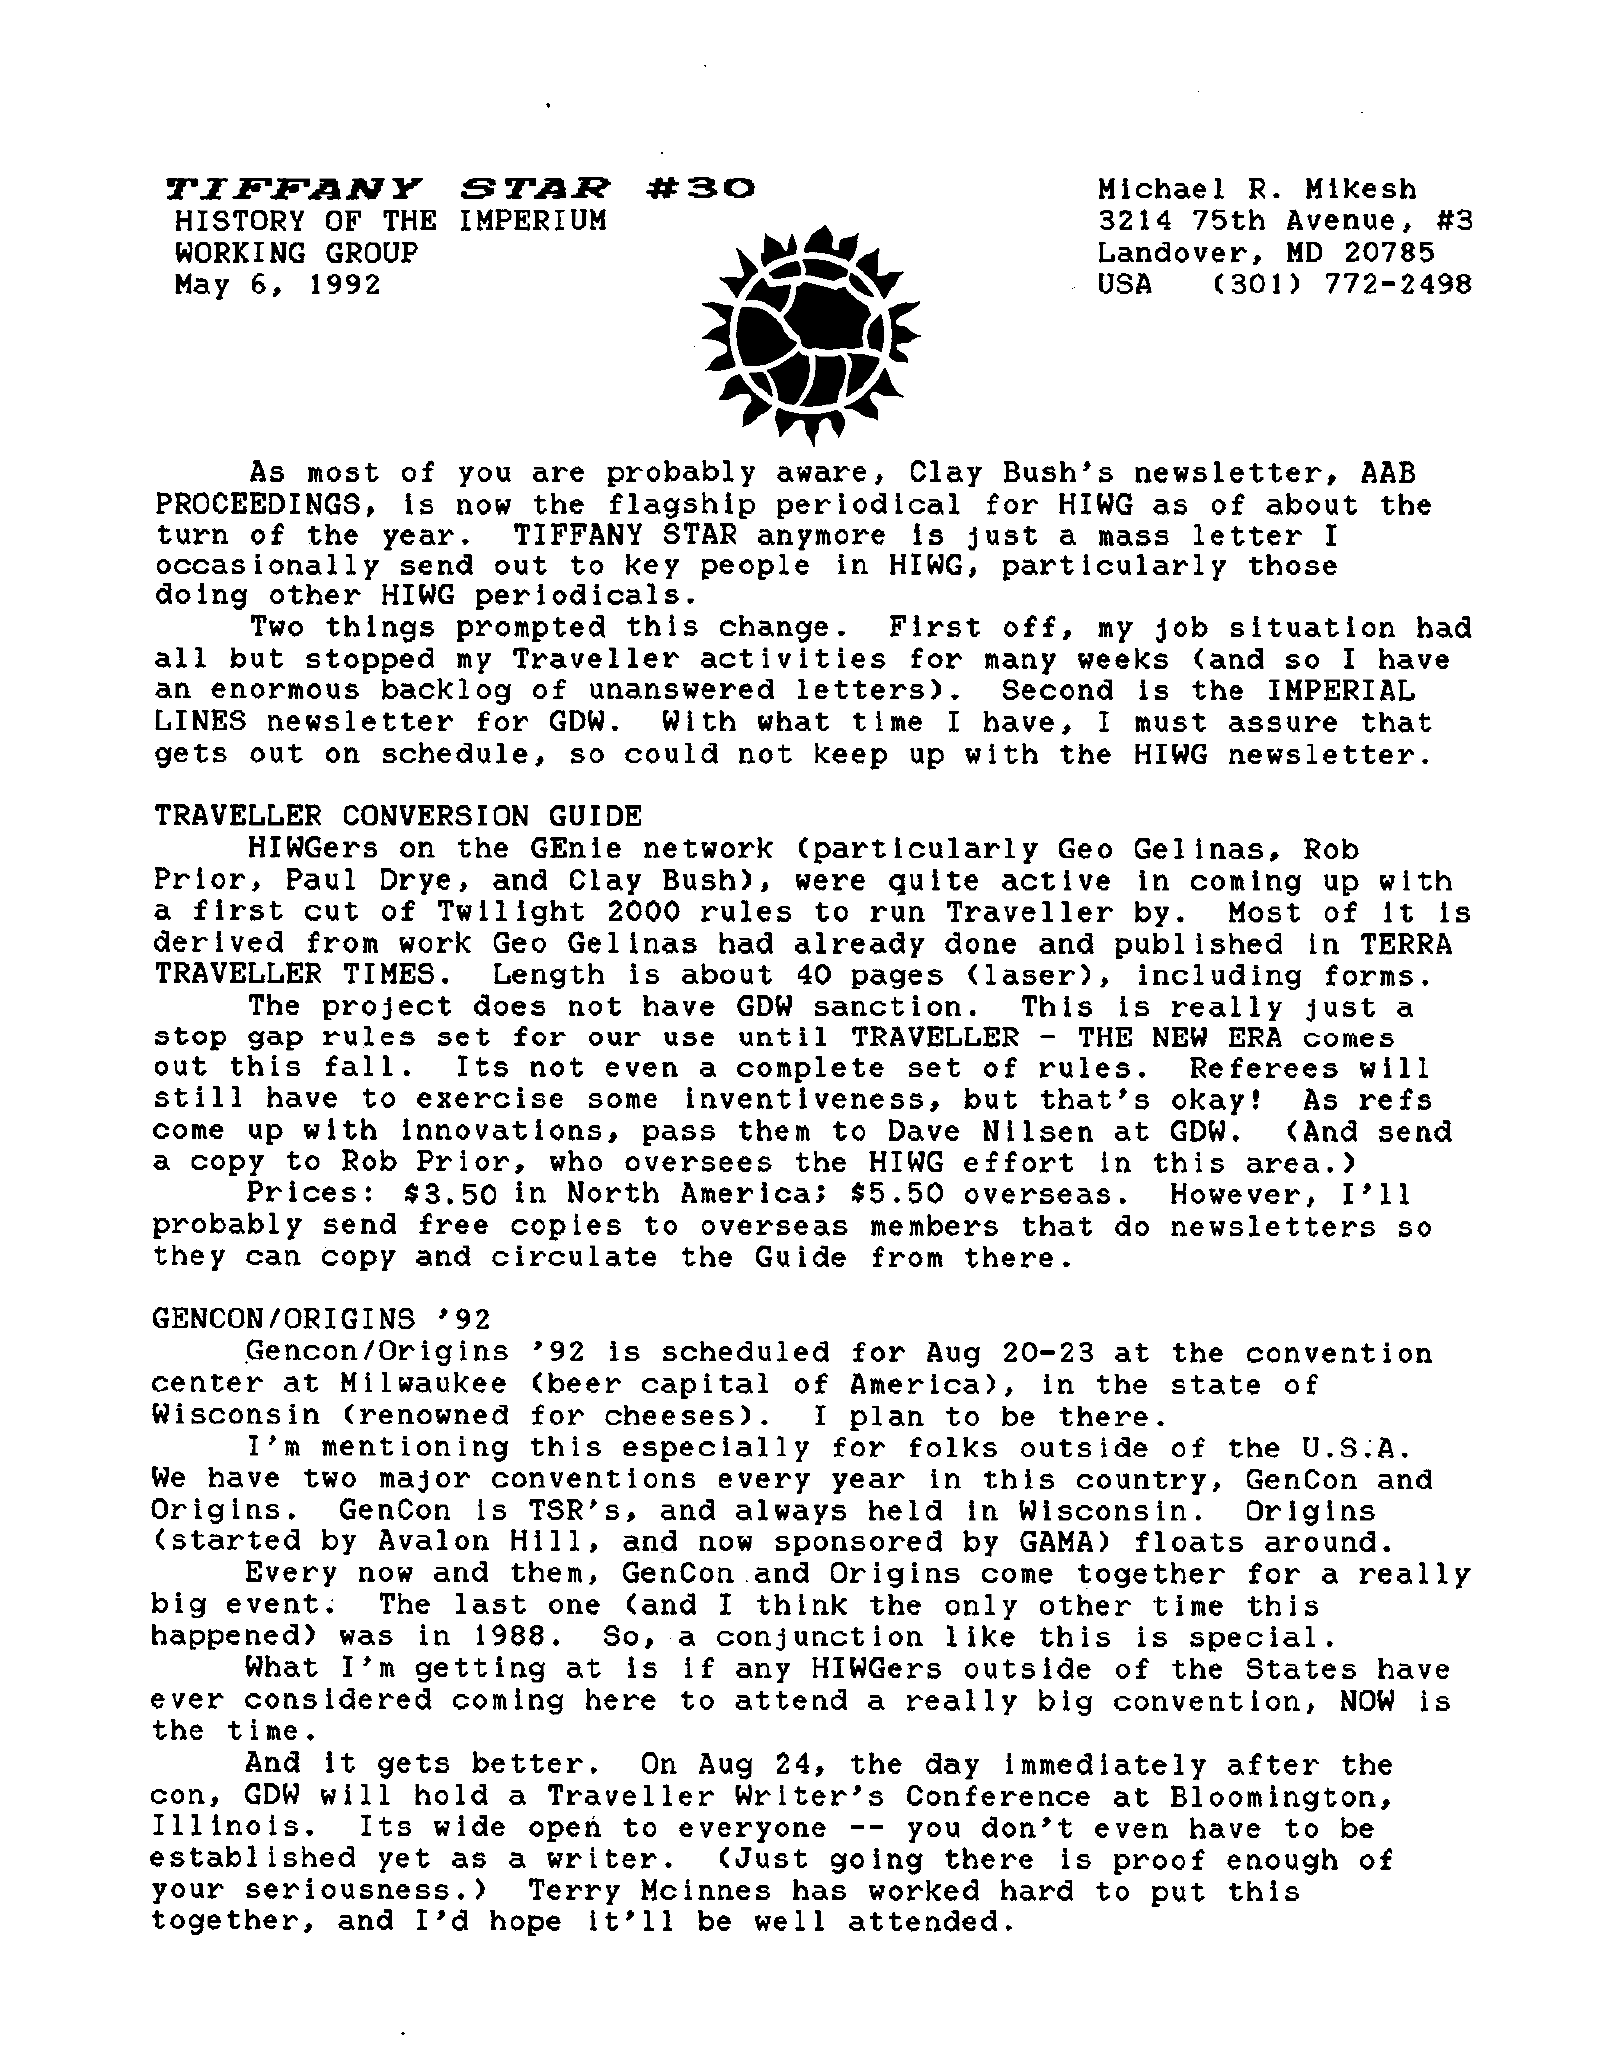 TIFFANY STAR #30
HISTORY OF THE IMPERIUM
WORKING GROUP
May 6, 1992
Michael R. Mikesh
3214 75th Avenue, #3
Landover, MD 20785
USA (301) 772-2498
As most of you are probably aware, Clay Bush's newsletter, AAB
PROCEEDINGS, is now the flagship periodical for HIWG as of about the
turn of the year. TIFFANY STAR anymore is just a mass letter I
occasionally send out to key people in HIWG, particularly those
doing other HIWG periodicals.
Two things prompted this change. First off, my job situation had
all but stopped my Traveller activities for many weeks (and so I have
an enormous backlog of unanswered letters). Second is the IMPERIAL
LINES newsletter for GDW. With what time I have, I must assure that
gets out on schedule, so could not keep up with the HIWG newsletter.
TRAVELLER CONVERSION GUIDE
HIWGers on the GEnie network (particularly Geo Gelinas, Rob
Prior, Paul Drye, and Clay Bush), were quite active in coming up with
a first cut of Twilight 2000 rules to run Traveller by. Most of it is
derived from work Geo Gelinas had already done and published in TERRA
TRAVELLER TIMES. Length is about 40 pages (laser), including forms.
The project does not have GDW sanction. This is really just a
stop gap rules set for our use until TRAVELLER - THE NEW ERA comes
out this fall. Its not even a complete set of rules. Referees will
still have to exercise some inventiveness, but that's okay! As refs
come up with innovations, pass them to Dave Nilsen at GDW. (And send
a copy to Rob Prior, who oversees the HIWG effort in this area.)
Prices: $3.50 in North America; $5.50 overseas. However, I'll
probably send free copies to overseas members that do newsletters so
they can copy and circulate the Guide from there.
GENCON/ORIGINS '92
Gencon/Origins '92 is scheduled for Aug 20-23 at the convention
center at Milwaukee (beer capital of America), in the state of
Wisconsin (renowned for cheeses). I plan to be there.
I'm mentioning this especially for folks outside of the U.S.A.
We have two major conventions every year in this country, GenCon and
Origins. GenCon is TSR's, and always held in Wisconsin. Origins
(started by Avalon Hill, and now sponsored by GAMA) floats around.
Every now and them, GenCon and Origins come together for a really
big event. The last one (and I think the only other time this
happened) was in 1988. So, a conjunction like this is special.
What I'm getting at is if any HIWGers outside of the States have
ever considered coming here to attend a really big convention, NOW is
the time.
And it gets better. On Aug 24, the day immediately after the
con, GDW will hold a Traveller Writer's Conference at Bloomington,
Illinois. Its wide open to everyone -- you don't even have to be
established yet as a writer. (Just going there is proof enough of
your seriousness.) Terry Mcinnes has worked hard to put this
together, and I'd hope it'll be well attended.